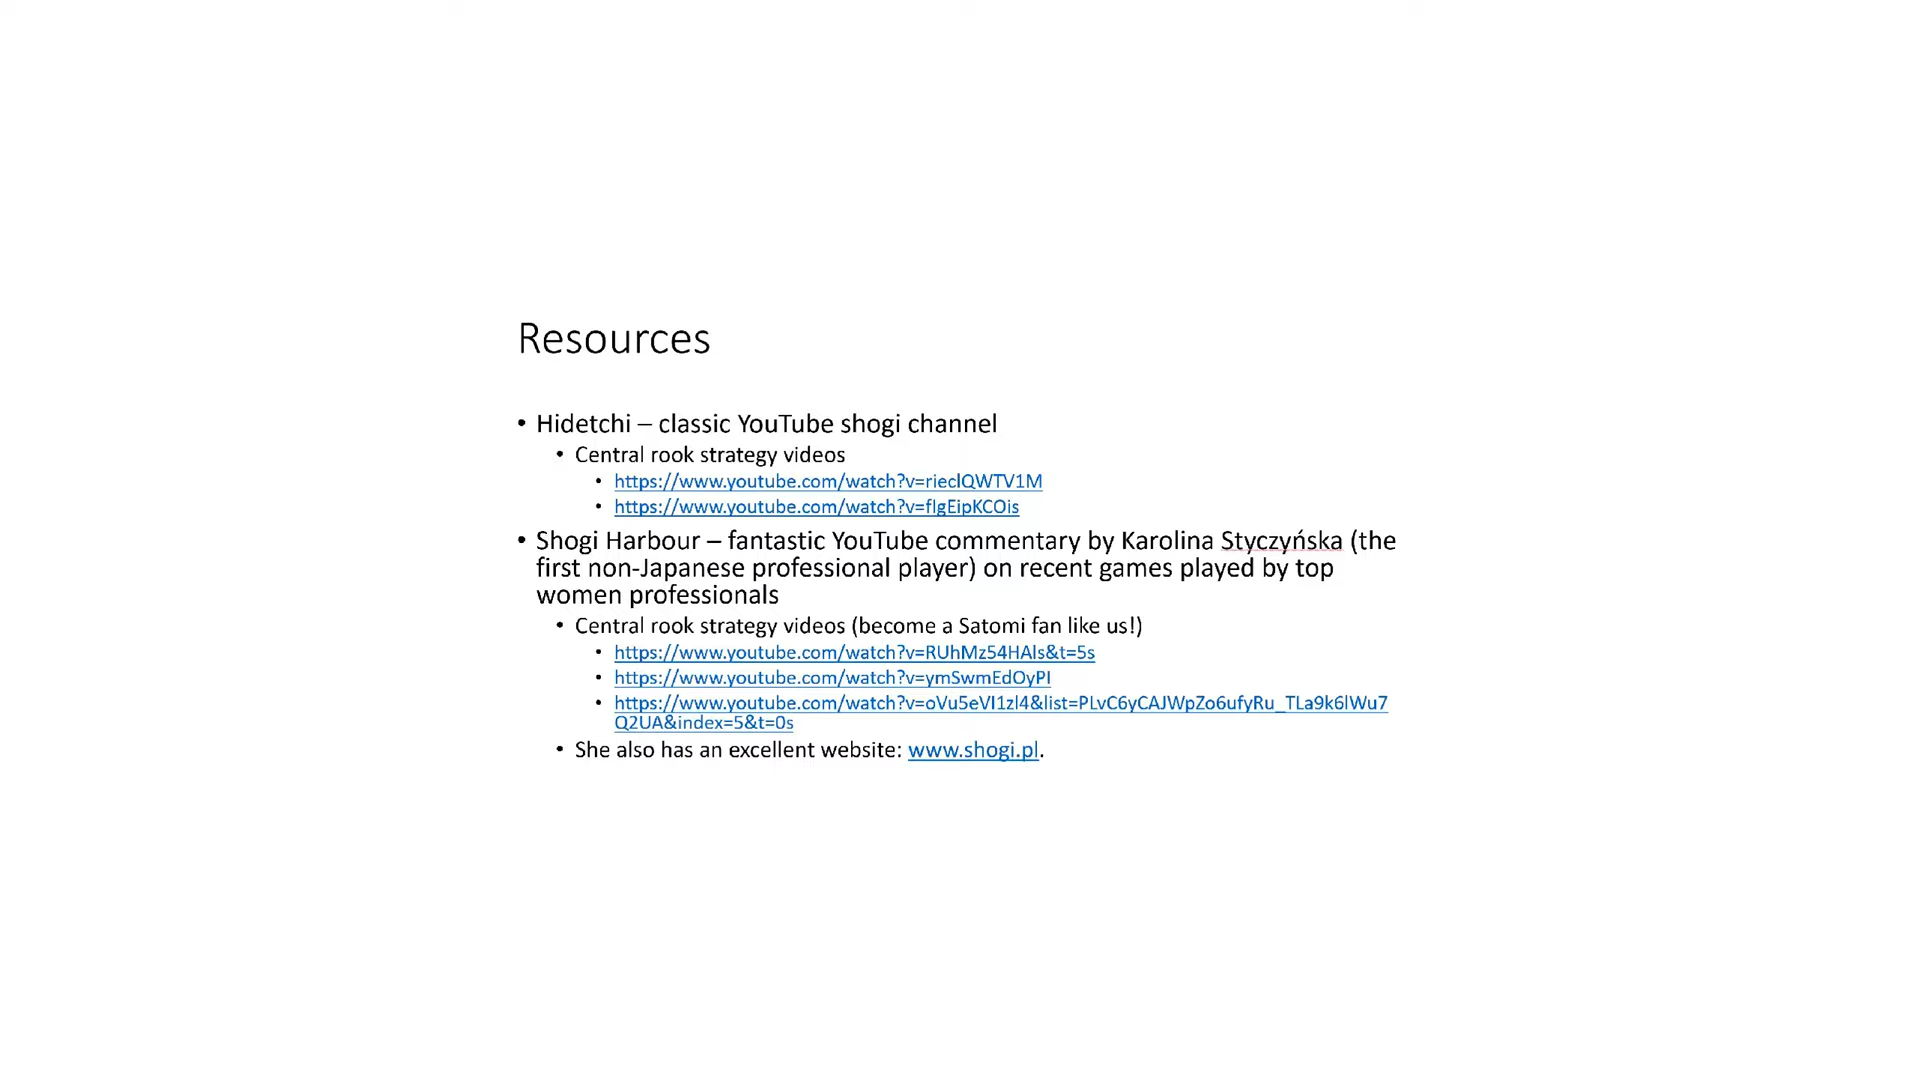 Resources
• Hidetchi – classic YouTube shogi channel
• Central rook strategy videos
• https://www.youtube.com/watch?v=rieclQWTV1M
• https://www.youtube.com/watch?v=fIgEipKCOis
• Shogi Harbour – fantastic YouTube commentary by Karolina Styczyńska (the
first non-Japanese professional player) on recent games played by top
women professionals
• Central rook strategy videos (become a Satomi fan like us!)
• https://www.youtube.com/watch?v=RUhMz54HAls&t=5s
• https://www.youtube.com/watch?v=ymSwmEdOyPI
• https://www.youtube.com/watch?v=oVu5eVI1zl4&list=PLvC6yCAJWpZo6ufyRu_TLa9k6lWu7
Q2UA&index=5&t=0s
• She also has an excellent website: www.shogi.pl.